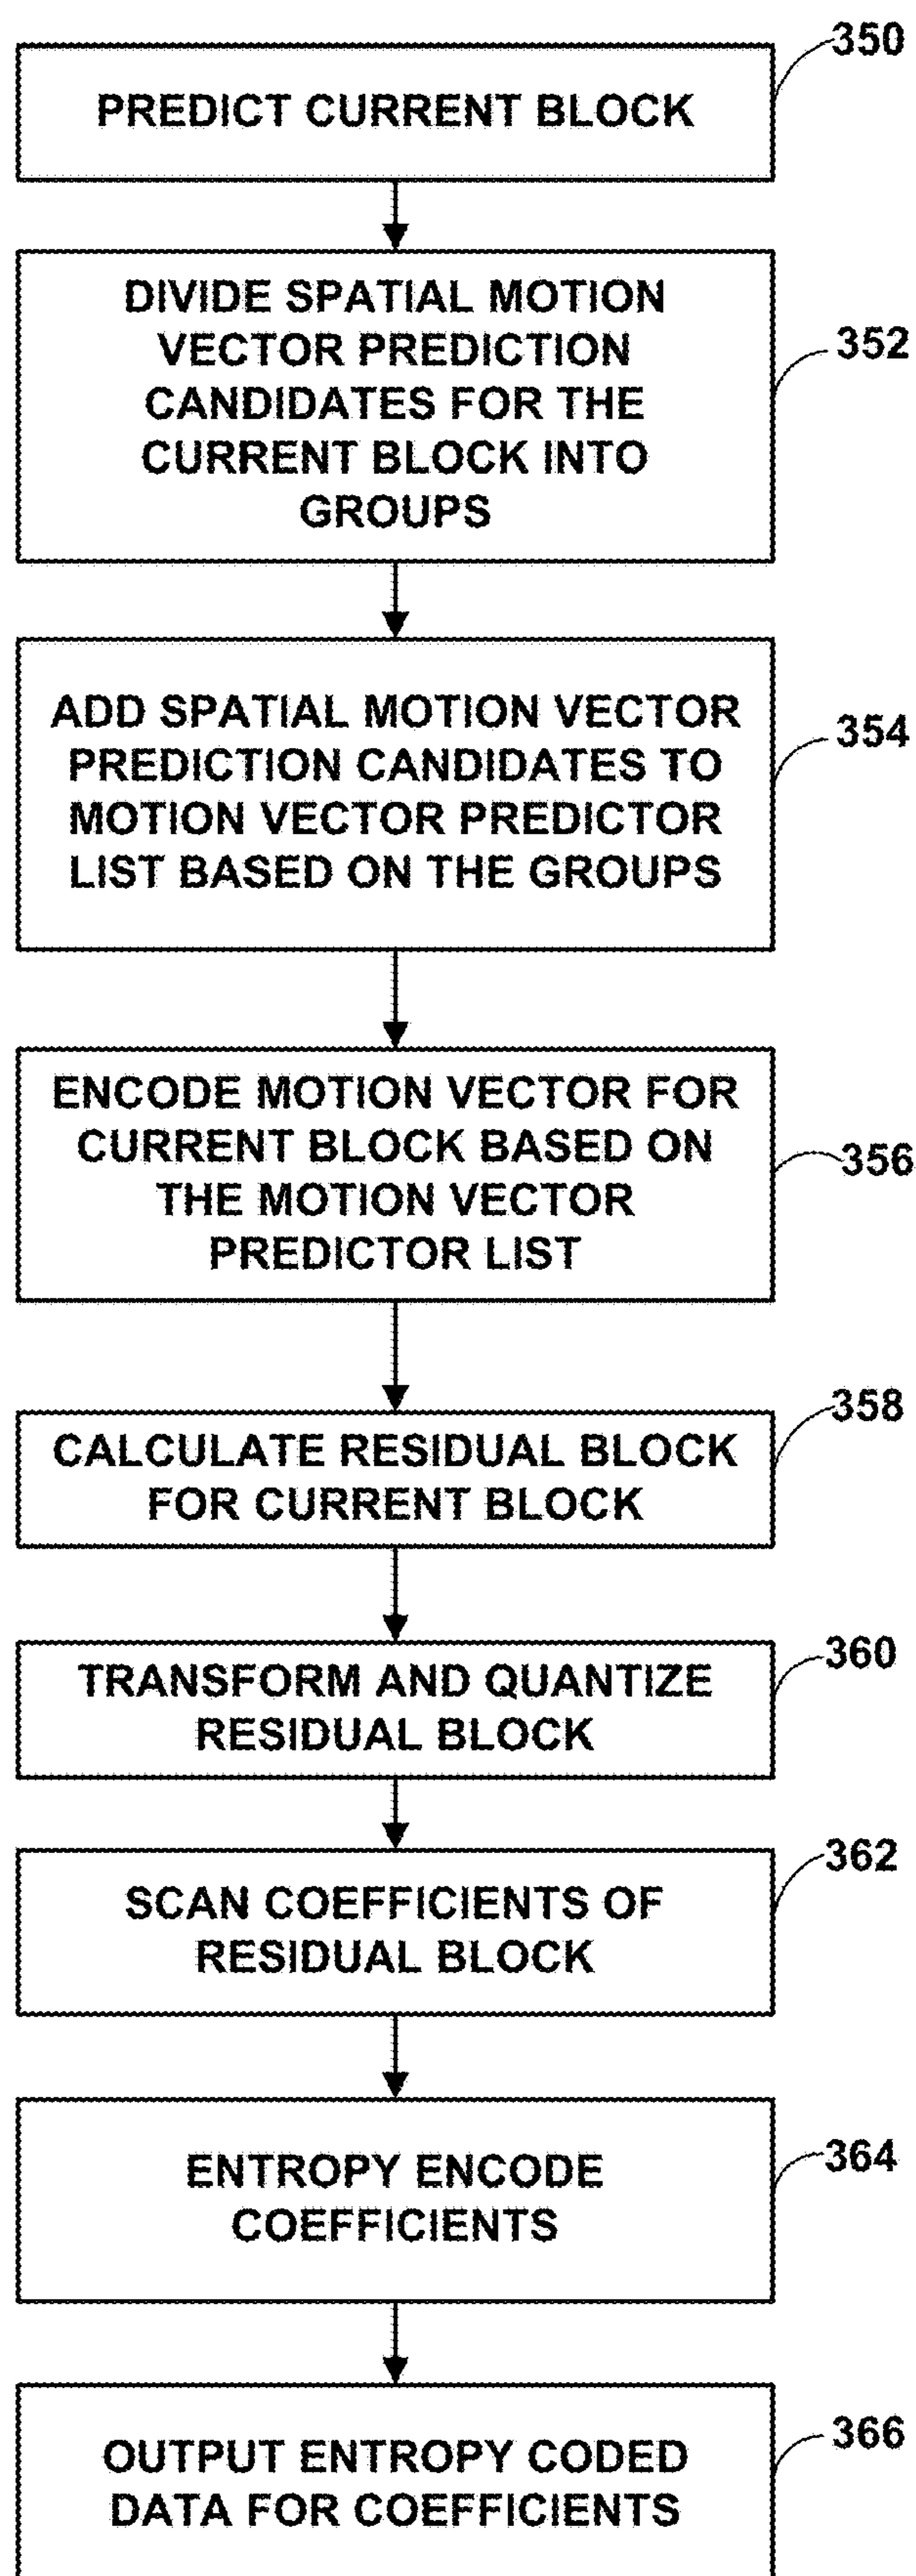 350
PREDICT CURRENT BLOCK
DIVIDE SPATIAL MOTION
VECTOR PREDICTION
CANDIDATES FOR THE
CURRENT BLOCK INTO
GROUPS
352
ADD SPATIAL MOTION VECTOR
PREDICTION CANDIDATES TO
MOTION VECTOR PREDICTOR
LIST BASED ON THE GROUPS
354
ENCODE MOTION VECTOR FOR
CURRENT BLOCK BASED ON
THE MOTION VECTOR
PREDICTOR LIST
356
358
CALCULATE RESIDUAL BLOCK
FOR CURRENT BLOCK
360
TRANSFORM AND QUANTIZE
RESIDUAL BLOCK
362
SCAN COEFFICIENTS OF
RESIDUAL BLOCK
364
ENTROPY ENCODE
COEFFICIENTS
366
OUTPUT ENTROPY CODED
DATA FOR COEFFICIENTS